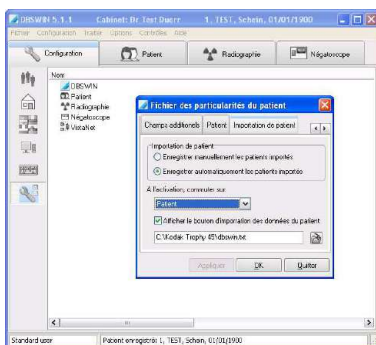 DBSWIN 5.1.1 Cabinet: Dr Test Duerr 1, TEST, Schein, 01/01/1900
Fichier Configuration Traiter Options Contrôles Aide
Configuration Patient Radiographie Négatoscope
Nom
DBSWIN
Patient
Radiographie
Négatoscope
VistaNet
Fichier des particularités du patient
Champs additionels Patient Importation de patient
Importation de patient
Enregistrer manuellement les patients importés
Enregistrer automatiquement les patients importés
A l'activation, commuter sur
Patient
Afficher le bouton d'importation des données du patient
C:\Kodak Trophy 65\dbswin.txt
Appliquer OK Quitter
Standard user Patient enregistré: 1, TEST, Schein, 01/01/1900